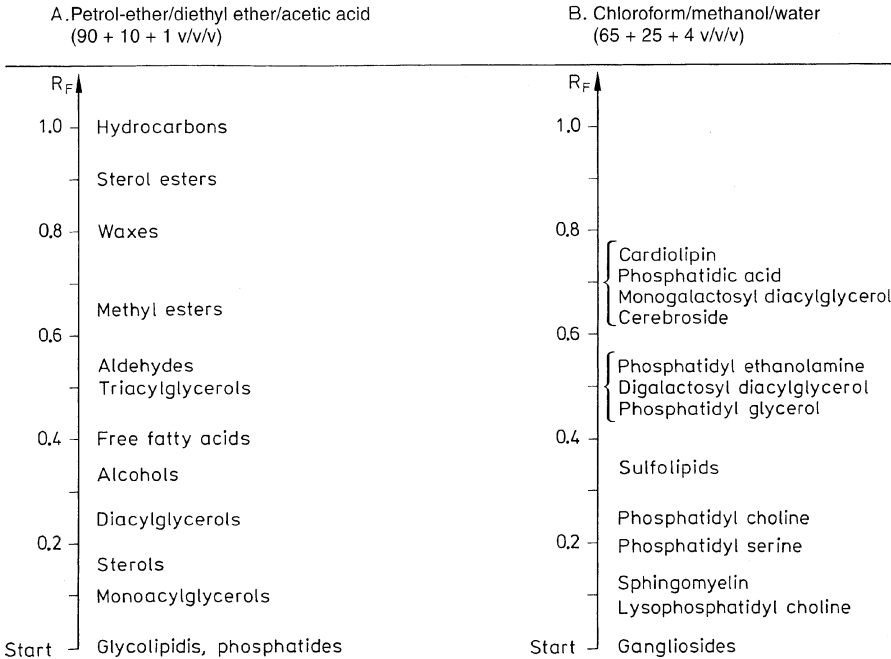 A. Petrol-ether/diethyl ether/acetic acid
(90 + 10 + 1 v/v/v)
R_F
1.0
Hydrocarbons
Sterol esters
0.8
Waxes
Methyl esters
0.6
Aldehydes
Triacylglycerols
0.4
Free fatty acids
Alcohols
Diacylglycerols
0.2
Sterols
Monoacylglycerols
Start
Glycolipidis, phosphatides
B. Chloroform/methanol/water
(65 + 25 + 4 v/v/v)
R_F
1.0
0.8
Cardiolipin
Phosphatidic acid
Monogalactosyl diacylglycerol
Cerebroside
0.6
Phosphatidyl ethanolamine
Digalactosyl diacylglycerol
Phosphatidyl glycerol
0.4
Sulfolipids
Phosphatidyl choline
0.2
Phosphatidyl serine
Sphingomyelin
Lysophosphatidyl choline
Start
Gangliosides